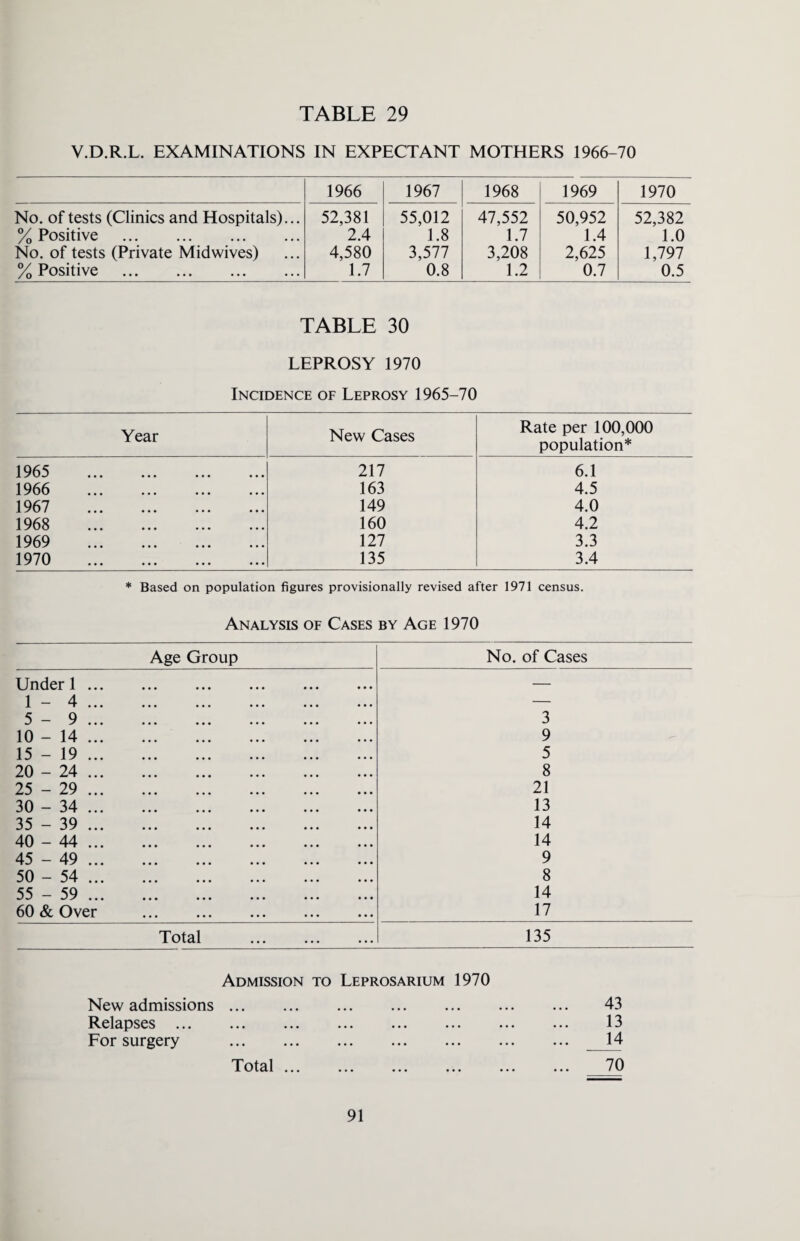 TABLE 29
V.D.R.L. EXAMINATIONS IN EXPECTANT MOTHERS 1966-70
1966 1967 1968 1969 1970
No. of tests (Clinics and Hospitals)... 52,381 55,012 47,552 50,952 52,382
% Positive ... ... ... ... 2.4 1.8 1.7 1.4 1.0
No. of tests (Private Midwives) ... 4,580 3,577 3,208 2,625 1,797
% Positive ... ... ... ... 1.7 0.8 1.2 0.7 0.5
TABLE 30
LEPROSY 1970
Incidence of Leprosy 1965-70
Year New Cases Rate per 100,000 population*
1965 ... ... ... ... 217 6.1
1966 ... ... ... ... 163 4.5
1967 ... ... ... ... 149 4.0
1968 ... ... ... ... 160 4.2
1969 ... ... ... ... 127 3.3
1970 ... ... ... ... 135 3.4
* Based on population figures provisionally revised after 1971 census.
Analysis of Cases by Age 1970
Age Group No. of Cases
Under 1 ... ... ... ... ... ... —
1 - 4 ... ... ... ... ... ... —
5 - 9 ... ... ... ... ... ... 3
10 - 14 ... ... ... ... ... ... 9
15 - 19 ... ... ... ... ... ... 5
20 - 24 ... ... ... ... ... ... 8
25 - 29 ... ... ... ... ... ... 21
30 - 34 ... ... ... ... ... ... 13
35 - 39 ... ... ... ... ... ... 14
40 - 44 ... ... ... ... ... ... 14
45 - 49 ... ... ... ... ... ... 9
50 - 54 ... ... ... ... ... ... 8
55 - 59 ... ... ... ... ... ... 14
60 & Over ... ... ... ... ... 17
Total ... ... ... 135
Admission to Leprosarium 1970
New admissions ... ... ... ... ... ... ... 43
Relapses ... ... ... ... ... ... ... ... 13
For surgery ... ... ... ... ... ... ... 14
Total ... ... ... ... ... ... 70
91